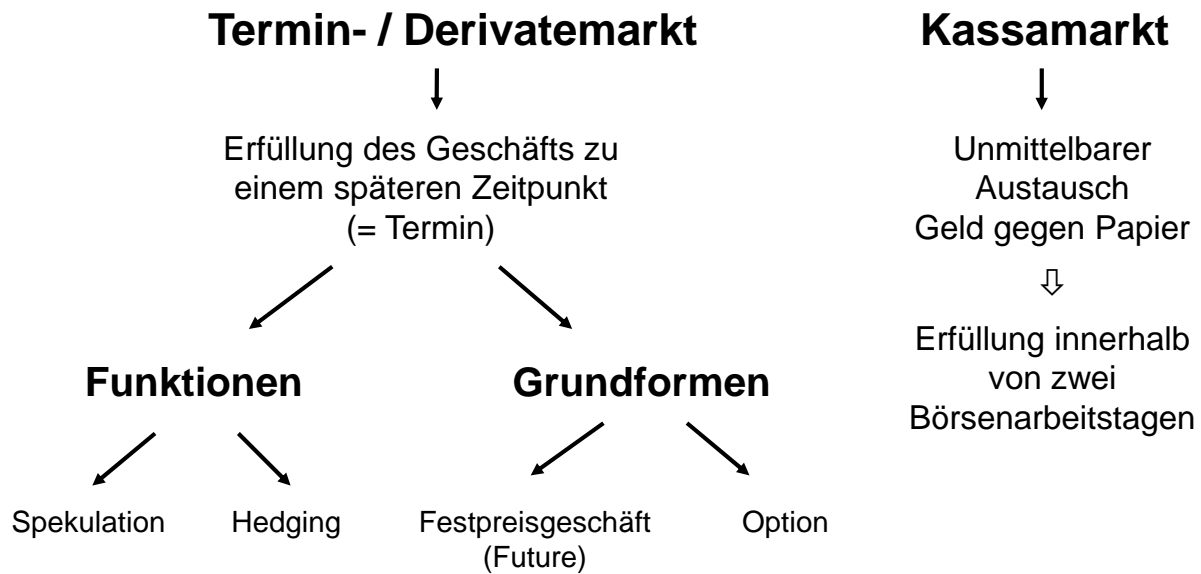 Termin- / Derivatemarkt
Erfüllung des Geschäfts zu
einem späteren Zeitpunkt
(= Termin)
Funktionen
Spekulation
Hedging
Grundformen
Festpreisgeschäft
(Future)
Option
Kassamarkt
Unmittelbarer
Austausch
Geld gegen Papier
Erfüllung innerhalb
von zwei
Börsenarbeitstagen